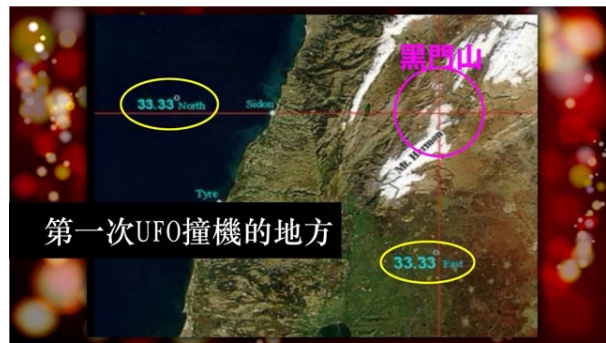 黑門山
33.33° North
Sidon
Mt. Hermon
Tyre
第一次UFO撞機的地方
33.33° East